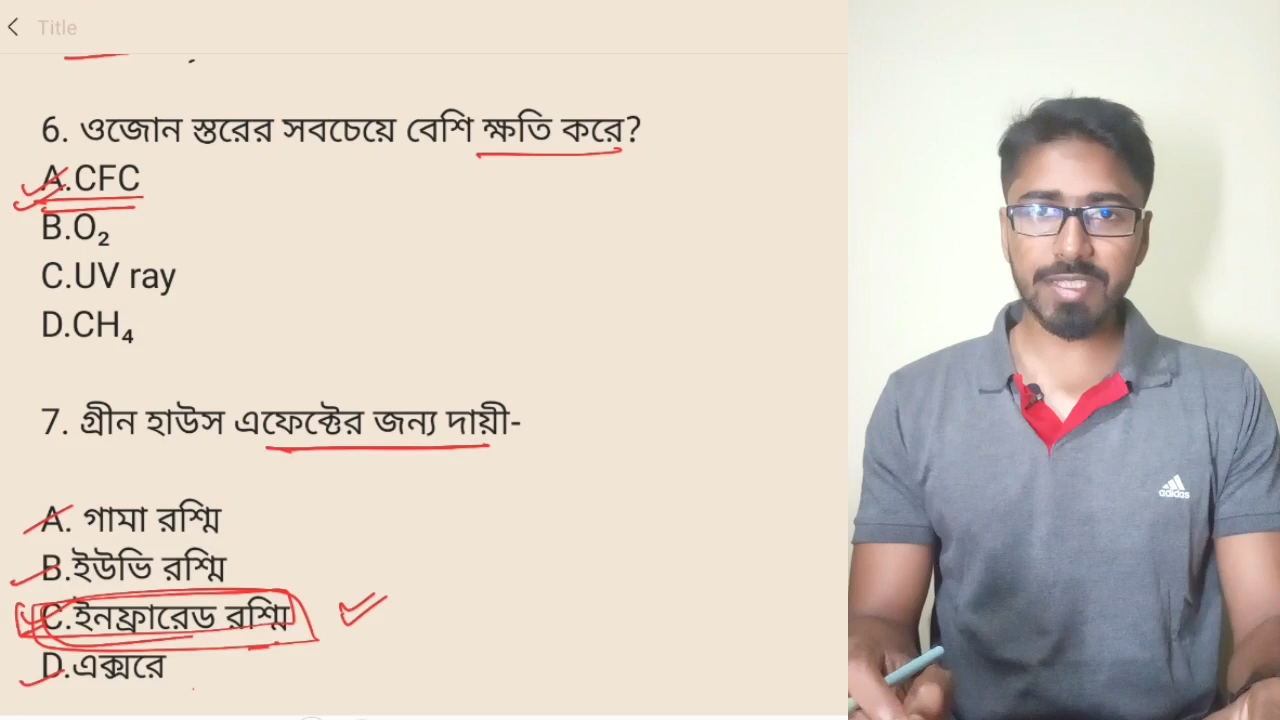 Title
6. ওজোন স্তরের সবচেয়ে বেশি ক্ষতি করে?
A.CFC
B.O₂
C.UV ray
D.CH₄
7. গ্রীন হাউস এফেক্টের জন্য দায়ী-
A. গামা রশ্মি
B.ইউভি রশ্মি
C.ইনফ্রারেড রশ্মি
D.এক্সরে
adidas